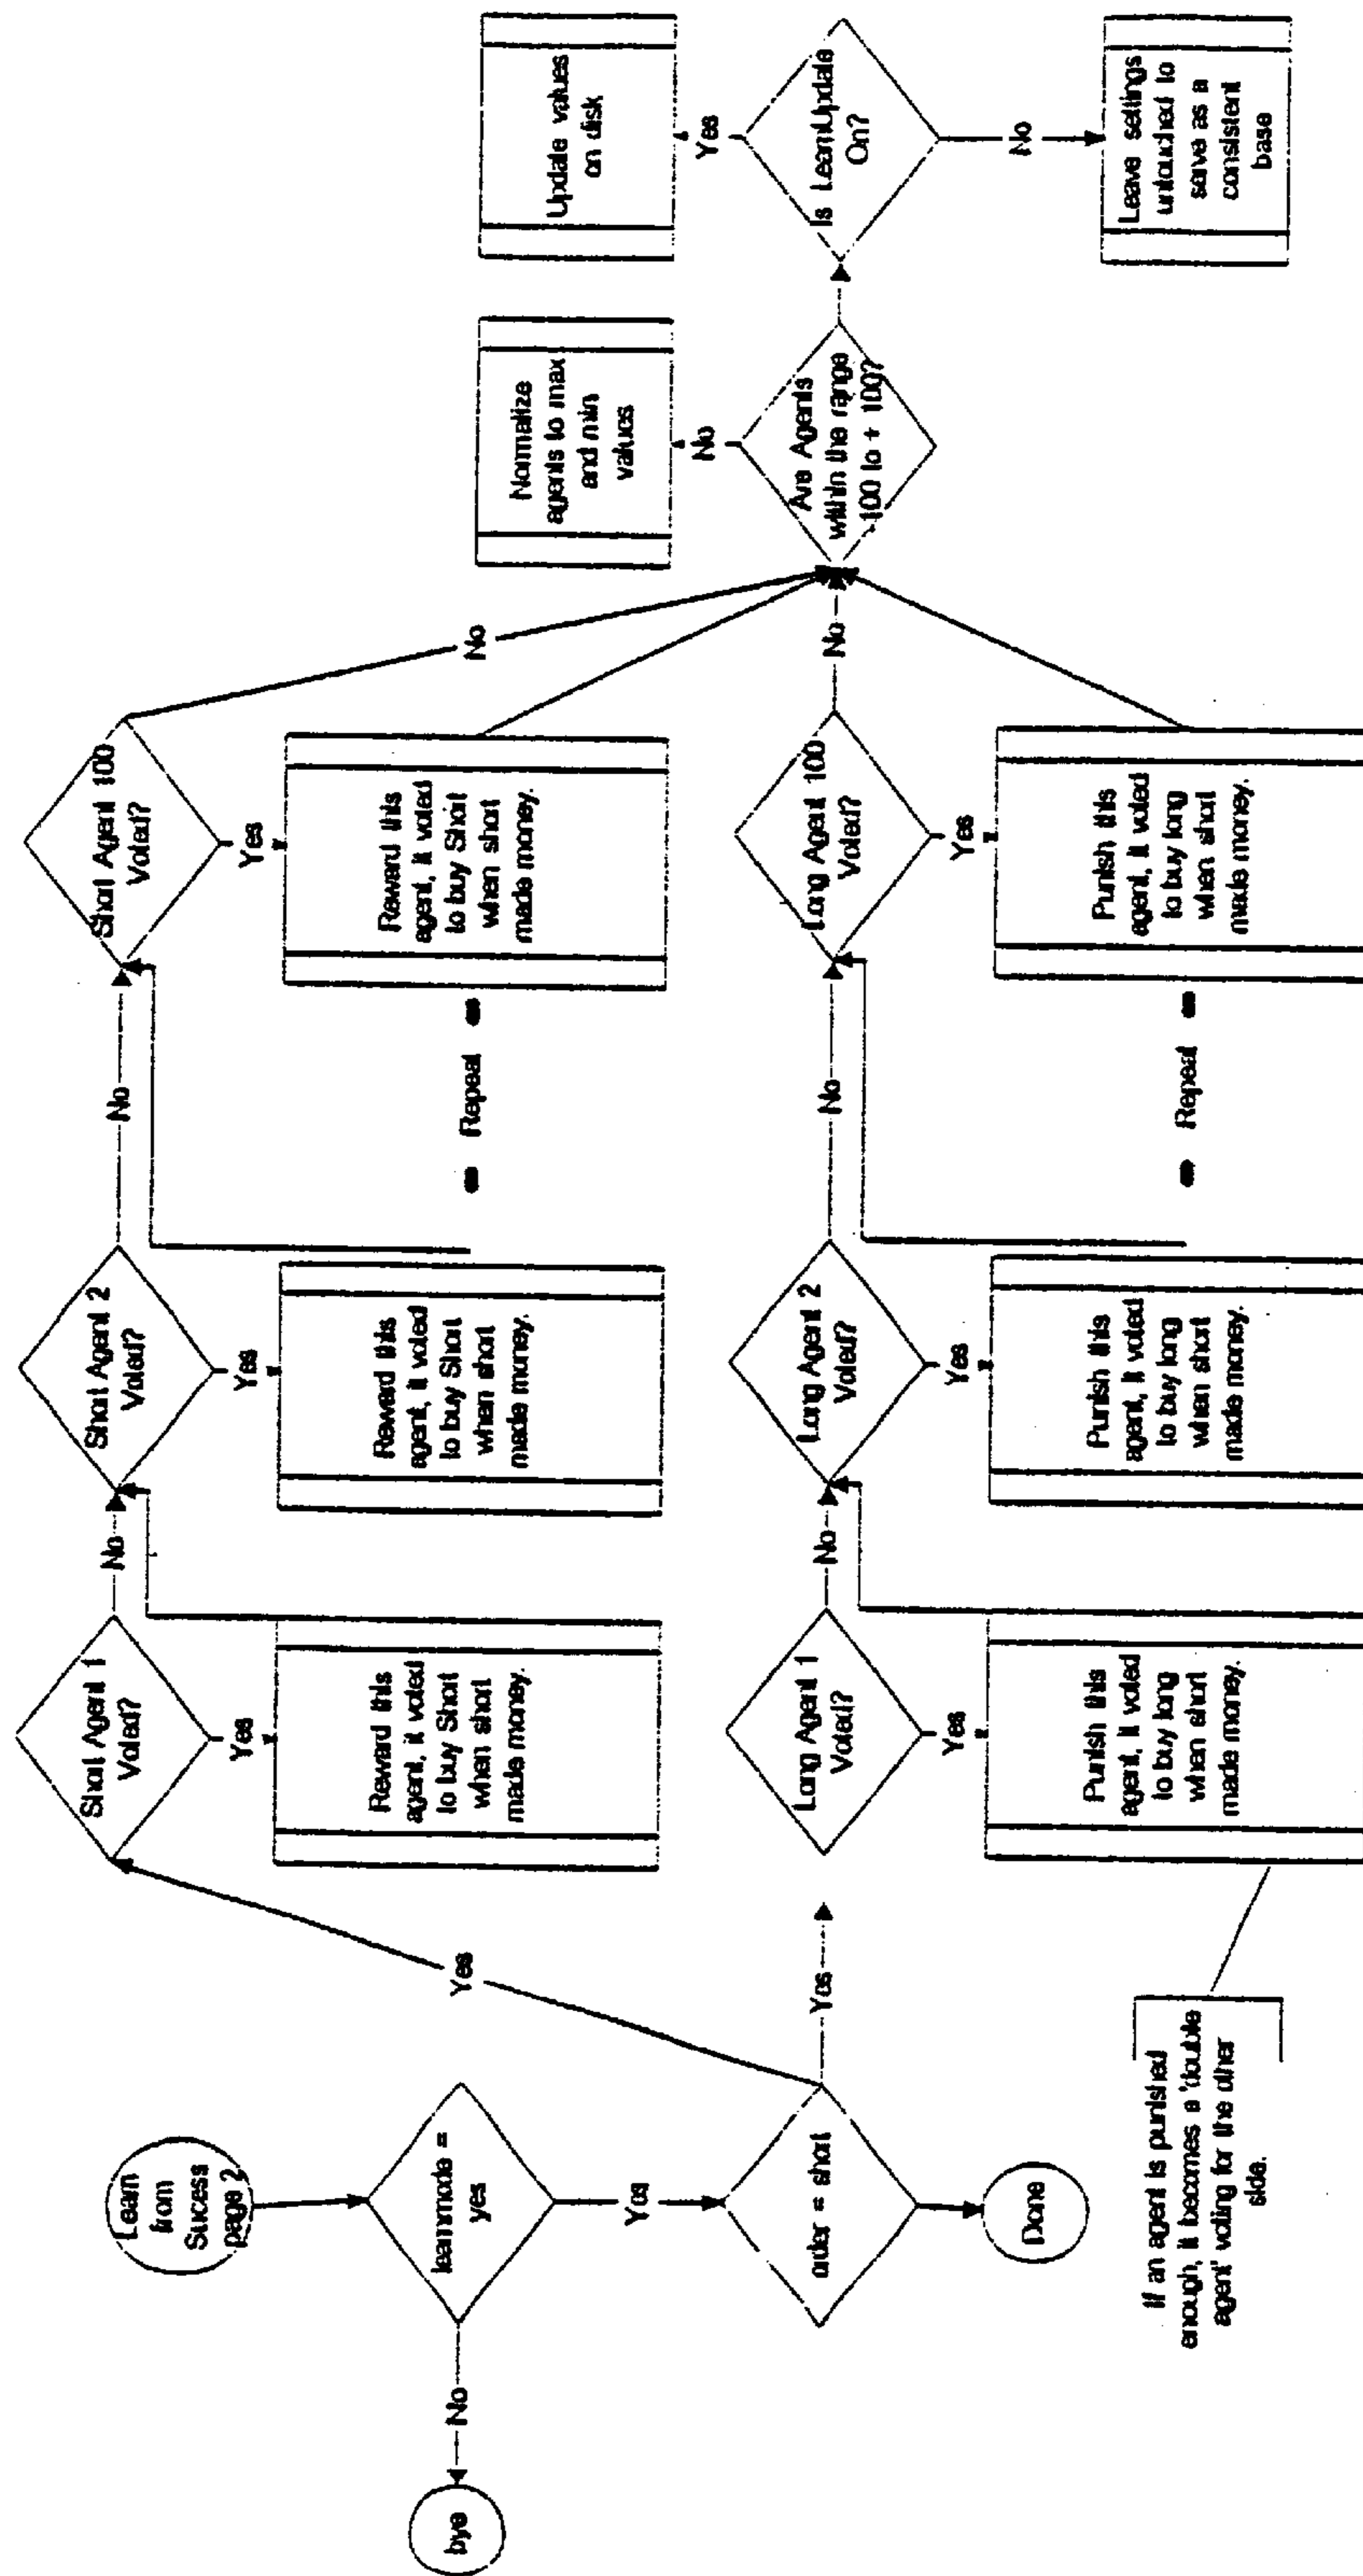 Learn
from
Sucess
page 2
learnmode =
yes
No
bye
Yes
order = short
Done
Yes
Yes
If an agent is punished
enough, it becomes a 'double
agent' voting for the other
side.
Short Agent 1
Voted?
No
Yes
Reward this
agent, it voted
to buy Short
when short
made money.
Short Agent 2
Voted?
No
Yes
Reward this
agent, it voted
to buy Short
when short
made money.
Repeat
Short Agent 100
Voted?
No
Yes
Reward this
agent, it voted
to buy Short
when short
made money.
Long Agent 1
Voted?
No
Yes
Punish this
agent, it voted
to buy long
when short
made money.
Long Agent 2
Voted?
No
Yes
Punish this
agent, it voted
to buy long
when short
made money.
Repeat
Long Agent 100
Voted?
No
Yes
Punish this
agent, it voted
to buy long
when short
made money.
Are Agents
within the range
-100 to + 100?
No
Normalize
agents to max
and min
values
Is LearnUpdate
On?
Yes
Update values
on disk
No
Leave settings
untouched to
serve as a
consistent
base